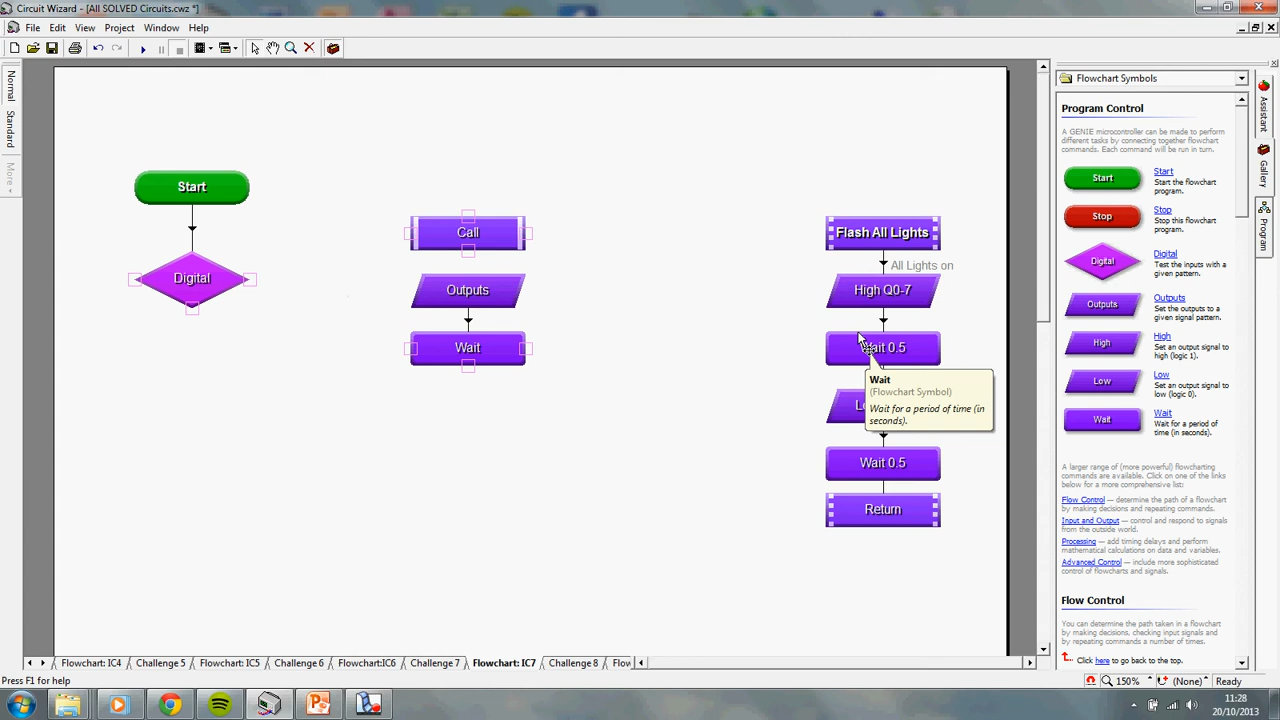 Circuit Wizard - [All SOLVED Circuits.cwz *]
File Edit View Project Window Help
Normal
Standard
More
Start
Digital
Call
Outputs
Wait
Flash All Lights
All Lights on
High Q0-7
Wait 0.5
Wait
(Flowchart Symbol)
Wait for a period of time (in
seconds).
Wait 0.5
Return
Flowchart Symbols
Program Control
A GENIE microcontroller can be made to perform
different tasks by connecting together flowchart
commands. Each command will be run in turn.
Start
Start
Start the flowchart
program.
Stop
Stop
Stop this flowchart
program.
Digital
Digital
Test the inputs with a
given pattern.
Outputs
Outputs
Set the outputs to a
given signal pattern.
High
High
Set an output signal to
high (logic 1).
Low
Low
Set an output signal to
low (logic 0).
Wait
Wait
Wait for a period of
time (in seconds).
A larger range of (more powerful) flowcharting
commands are available. Click on one of the links
below for a more comprehensive list:
Flow Control — determine the path of a flowchart
by making decisions and repeating commands.
Input and Output — control and respond to signals
from the outside world.
Processing — add timing delays and perform
mathematical calculations on data and variables.
Advanced Control — include more sophisticated
control of flowcharts and signals.
Flow Control
You can determine the path taken in a flowchart
by making decisions, checking input signals and
by repeating commands a number of times.
Click here to go back to the top.
Assistant
Gallery
Program
Flowchart: IC4 Challenge 5 Flowchart: IC5 Challenge 6 Flowchart:IC6 Challenge 7 Flowchart: IC7 Challenge 8 Flow
Press F1 for help
150% (None) Ready
11:28
20/10/2013